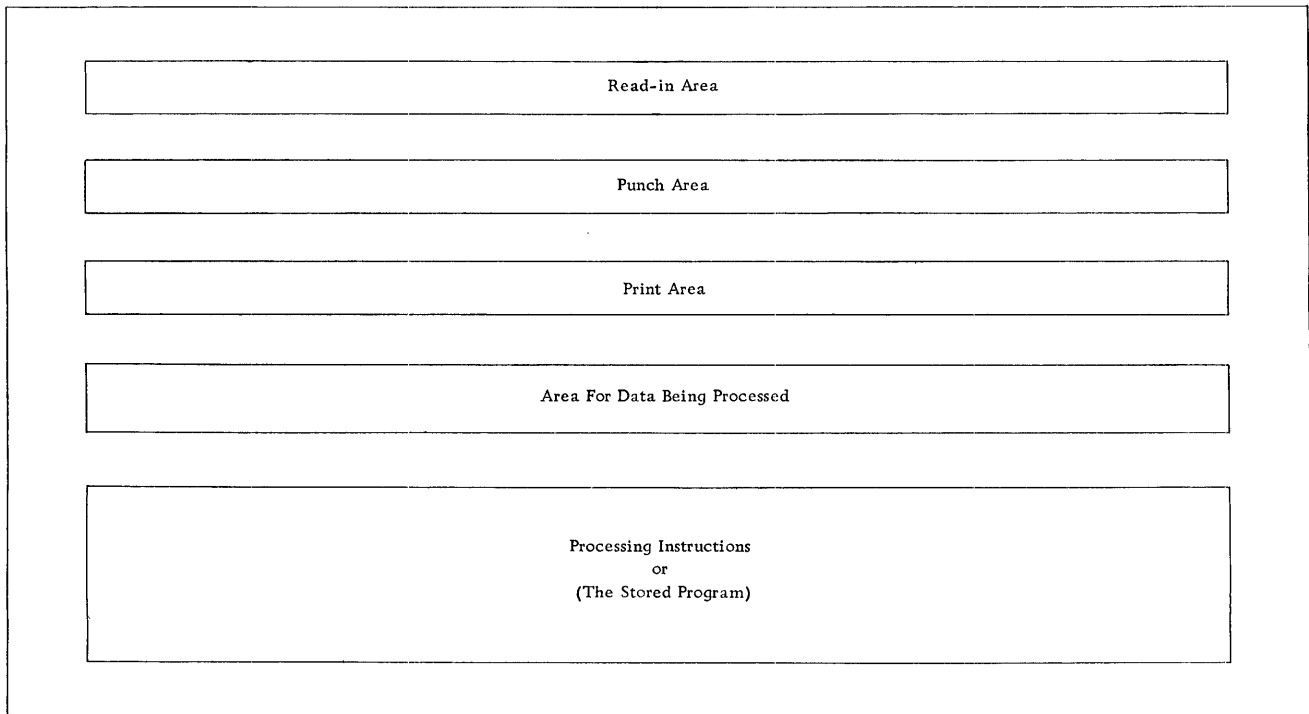 Read-in Area
Punch Area
Print Area
Area For Data Being Processed
Processing Instructions
or
(The Stored Program)